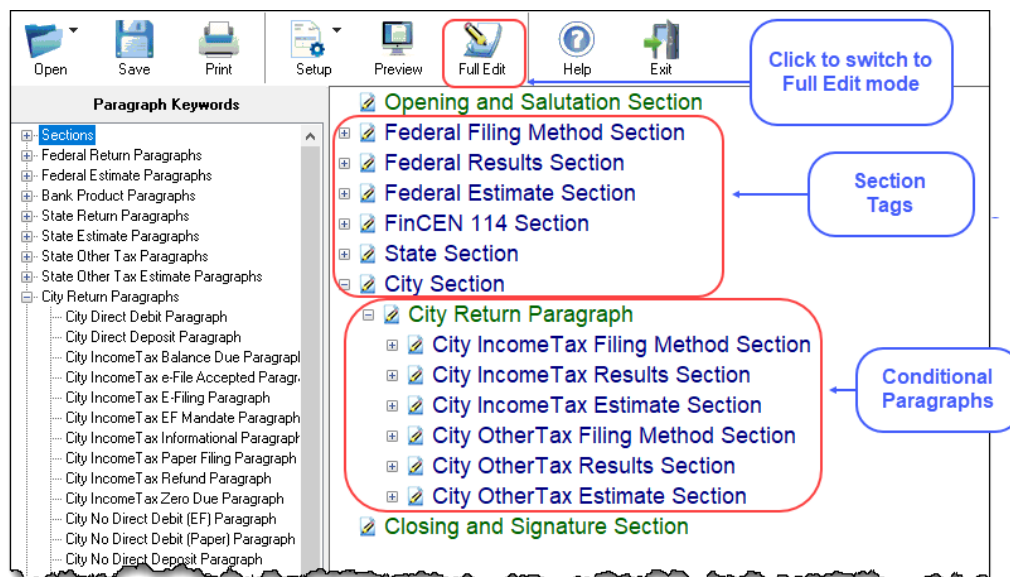 Open
Save
Print
Setup
Preview
Full Edit
Help
Exit
Click to switch to
Full Edit mode
Paragraph Keywords
Sections
Federal Return Paragraphs
Federal Estimate Paragraphs
Bank Product Paragraphs
State Return Paragraphs
State Estimate Paragraphs
State Other Tax Paragraphs
State Other Tax Estimate Paragraphs
City Return Paragraphs
City Direct Debit Paragraph
City Direct Deposit Paragraph
City IncomeTax Balance Due Paragrapl
City IncomeTax e-File Accepted Paragr
City IncomeTax E-Filing Paragraph
City IncomeTax EF Mandate Paragraph
City IncomeTax Informational Paragraph
City IncomeTax Paper Filing Paragraph
City IncomeTax Refund Paragraph
City IncomeTax Zero Due Paragraph
City No Direct Debit (EF) Paragraph
City No Direct Debit (Paper) Paragraph
City No Direct Deposit Paragraph
Opening and Salutation Section
Federal Filing Method Section
Federal Results Section
Federal Estimate Section
FinCEN 114 Section
State Section
City Section
City Return Paragraph
City IncomeTax Filing Method Section
City IncomeTax Results Section
City IncomeTax Estimate Section
City OtherTax Filing Method Section
City OtherTax Results Section
City OtherTax Estimate Section
Closing and Signature Section
Section
Tags
Conditional
Paragraphs